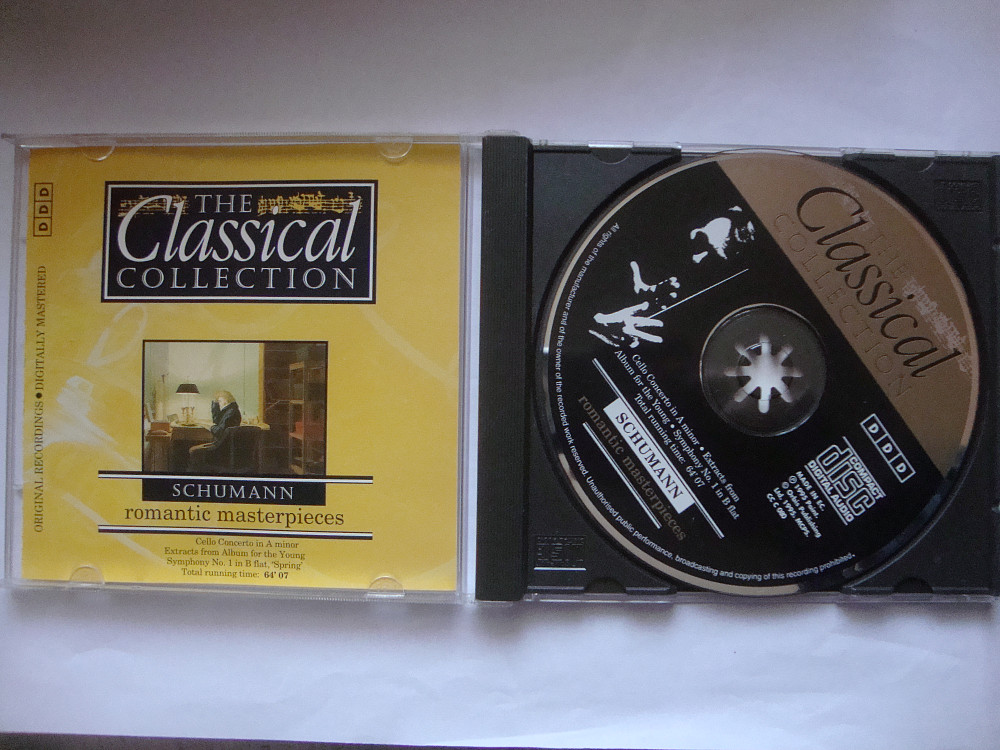 DDD
ORIGINAL RECORDINGS ● DIGITALLY MASTERED
THE
Classical
COLLECTION
SCHUMANN
romantic masterpieces
Cello Concerto in A minor
Extracts from Album for the Young
Symphony No. 1 in B flat, 'Spring'
Total running time: 64' 07
THE
Classical
COLLECTION
DDD
COMPACT
disc
DIGITAL AUDIO
MADE IN E.C.
Orbis Publishing
Cello Concerto in A minor • Extracts from
Album for the Young • Symphony No. 1 in B flat
Total running time: 64' 07
SCHUMANN
romantic masterpieces
All rights of the manufacturer and of the owner of the recorded work reserved. Unauthorised public performance, broadcasting and copying of this recording prohibited.